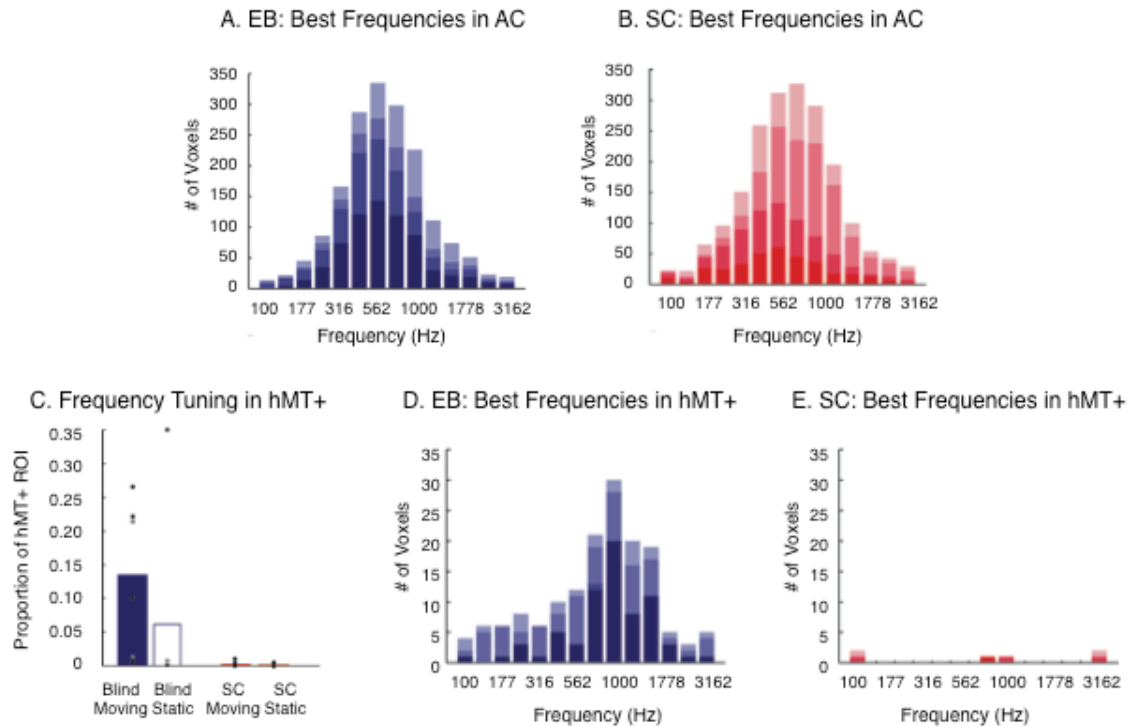 A. EB: Best Frequencies in AC
# of Voxels
350
300
250
200
150
100
50
0
100 177 316 562 1000 1778 3162
Frequency (Hz)
B. SC: Best Frequencies in AC
# of Voxels
350
300
250
200
150
100
50
0
100 177 316 562 1000 1778 3162
Frequency (Hz)
C. Frequency Tuning in hMT+
Proportion of hMT+ ROI
0.35
0.30
0.25
0.20
0.15
0.10
0.05
0
Blind Blind SC SC
Moving Static Moving Static
D. EB: Best Frequencies in hMT+
# of Voxels
35
30
25
20
15
10
5
0
100 177 316 562 1000 1778 3162
Frequency (Hz)
E. SC: Best Frequencies in hMT+
# of Voxels
35
30
25
20
15
10
5
0
100 177 316 562 1000 1778 3162
Frequency (Hz)